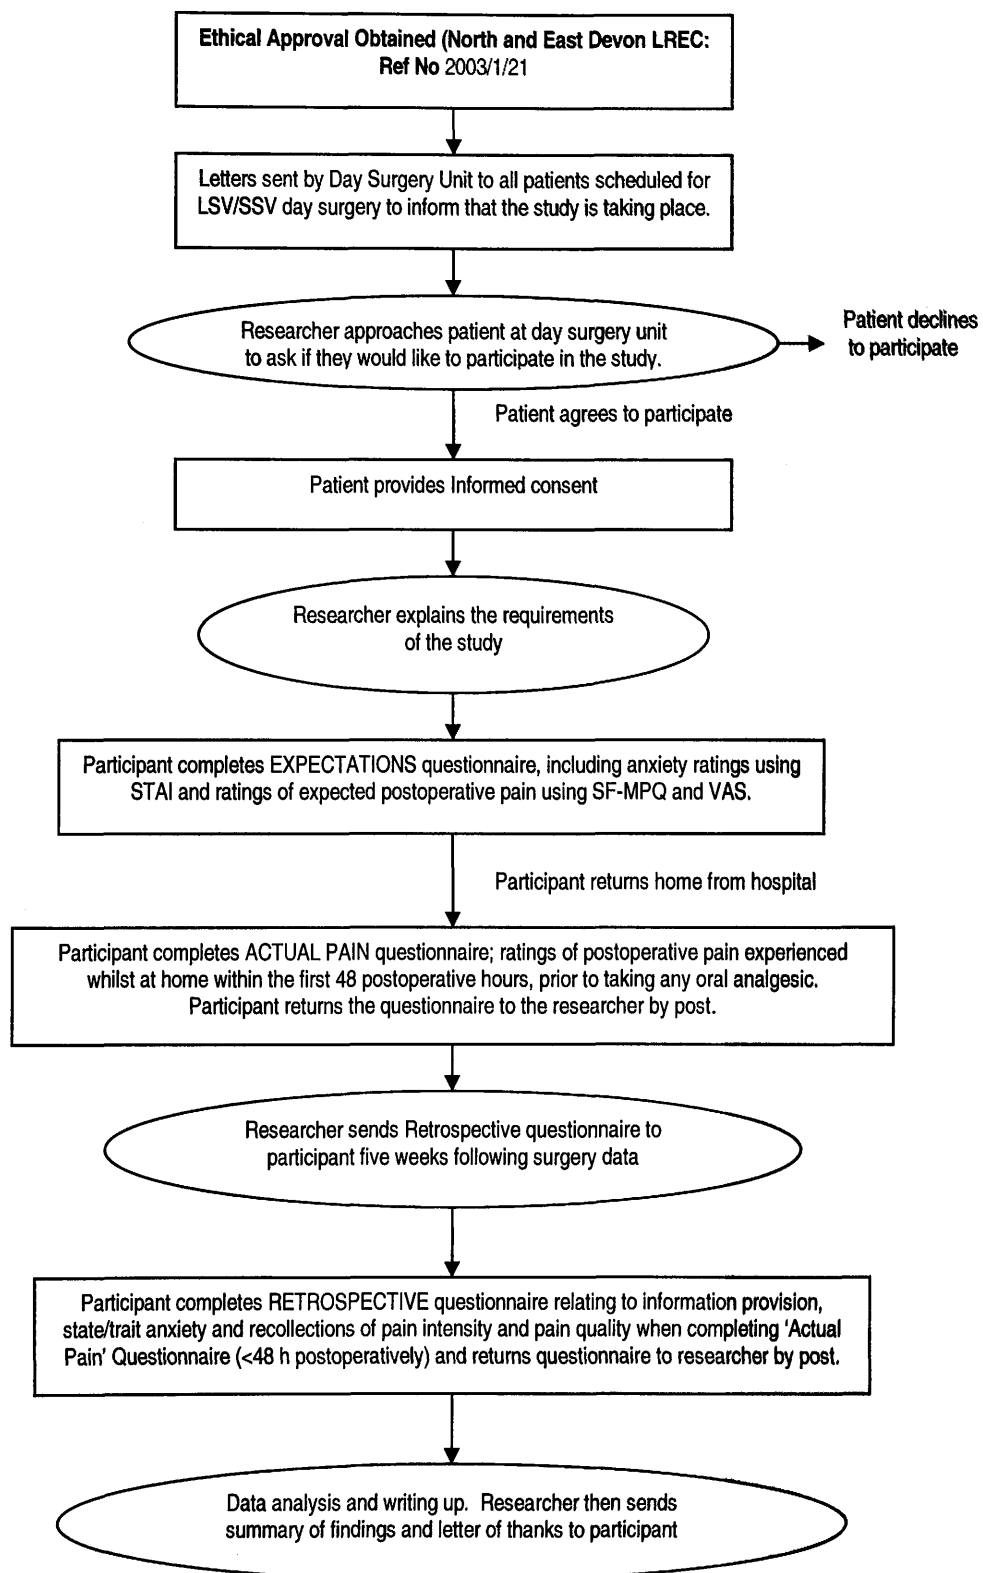 Ethical Approval Obtained (North and East Devon LREC:
Ref No 2003/1/21
Letters sent by Day Surgery Unit to all patients scheduled for
LSV/SSV day surgery to inform that the study is taking place.
Researcher approaches patient at day surgery unit
to ask if they would like to participate in the study.
Patient declines
to participate
Patient agrees to participate
Patient provides Informed consent
Researcher explains the requirements
of the study
Participant completes EXPECTATIONS questionnaire, including anxiety ratings using
STAI and ratings of expected postoperative pain using SF-MPQ and VAS.
Participant returns home from hospital
Participant completes ACTUAL PAIN questionnaire; ratings of postoperative pain experienced
whilst at home within the first 48 postoperative hours, prior to taking any oral analgesic.
Participant returns the questionnaire to the researcher by post.
Researcher sends Retrospective questionnaire to
participant five weeks following surgery data
Participant completes RETROSPECTIVE questionnaire relating to information provision,
state/trait anxiety and recollections of pain intensity and pain quality when completing 'Actual
Pain' Questionnaire (<48 h postoperatively) and returns questionnaire to researcher by post.
Data analysis and writing up. Researcher then sends
summary of findings and letter of thanks to participant